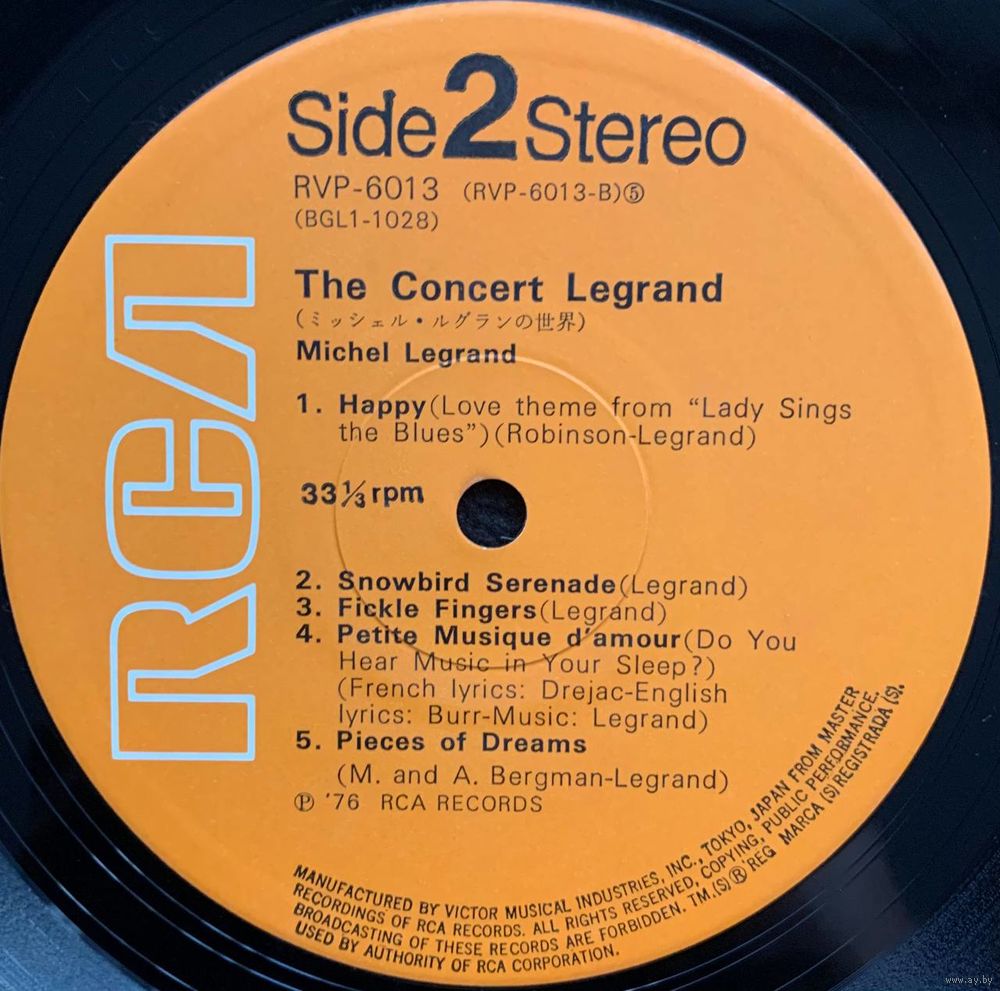 Side 2 Stereo
RVP-6013 (RVP-6013-B)⑤
(BGL1-1028)
RCA
The Concert Legrand
(ミッシェル・ルグランの世界)
Michel Legrand
1. Happy(Love theme from “Lady Sings
the Blues”)(Robinson-Legrand)
33⅓rpm
2. Snowbird Serenade(Legrand)
3. Fickle Fingers(Legrand)
4. Petite Musique d'amour(Do You
Hear Music in Your Sleep?)
(French lyrics: Drejac-English
lyrics: Burr-Music: Legrand)
5. Pieces of Dreams
(M. and A. Bergman-Legrand)
Ⓟ '76 RCA RECORDS
MANUFACTURED BY VICTOR MUSICAL INDUSTRIES, INC., TOKYO, JAPAN FROM MASTER
RECORDINGS OF RCA RECORDS. ALL RIGHTS RESERVED, COPYING, PUBLIC PERFORMANCE,
BROADCASTING OF THESE RECORDS ARE FORBIDDEN. TM.(S)® REG MARCA (S) REGISTRADA (S).
USED BY AUTHORITY OF RCA CORPORATION.
www.ay.by